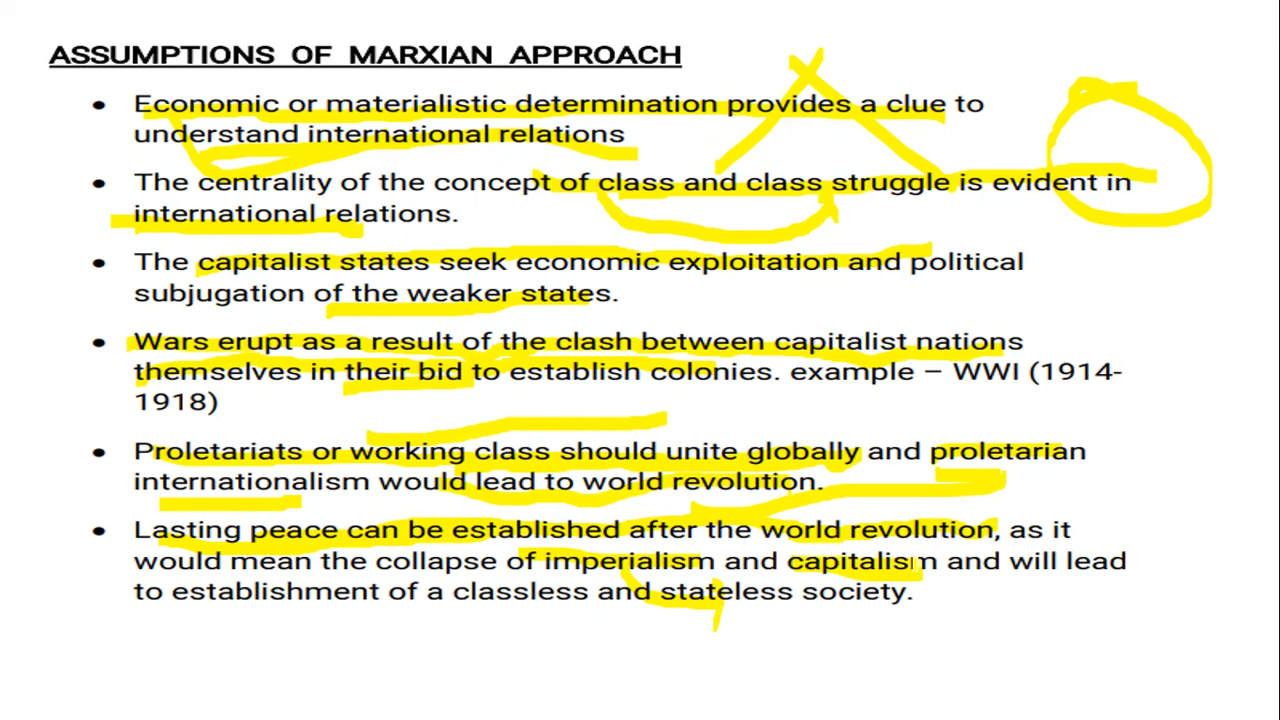 ASSUMPTIONS OF MARXIAN APPROACH
• Economic or materialistic determination provides a clue to
understand international relations
• The centrality of the concept of class and class struggle is evident in
international relations.
• The capitalist states seek economic exploitation and political
subjugation of the weaker states.
• Wars erupt as a result of the clash between capitalist nations
themselves in their bid to establish colonies. example – WWI (1914-
1918)
• Proletariats or working class should unite globally and proletarian
internationalism would lead to world revolution.
• Lasting peace can be established after the world revolution, as it
would mean the collapse of imperialism and capitalism and will lead
to establishment of a classless and stateless society.